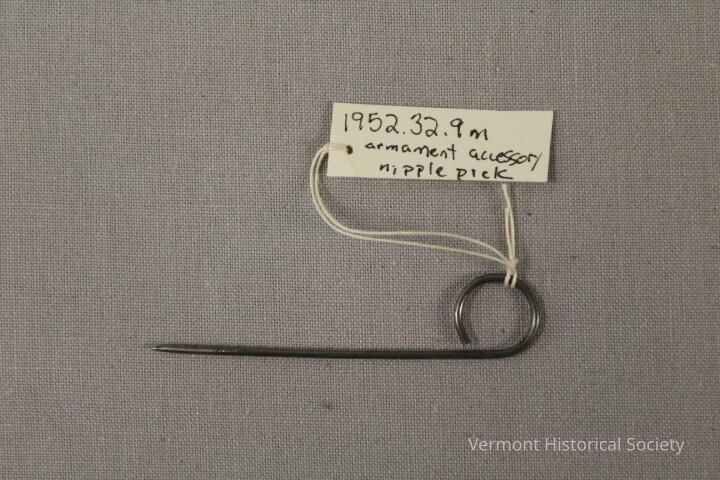 1952.32.9m
armament accessory
nipple pick
Vermont Historical Society